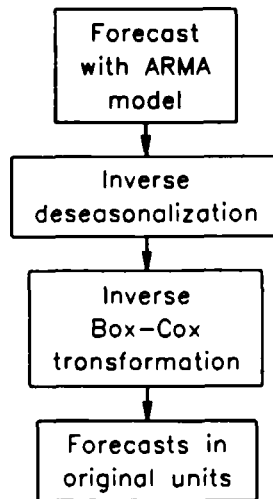 Forecast
with ARMA
model
Inverse
deseasonalization
Inverse
Box-Cox
transformation
Forecasts in
original units